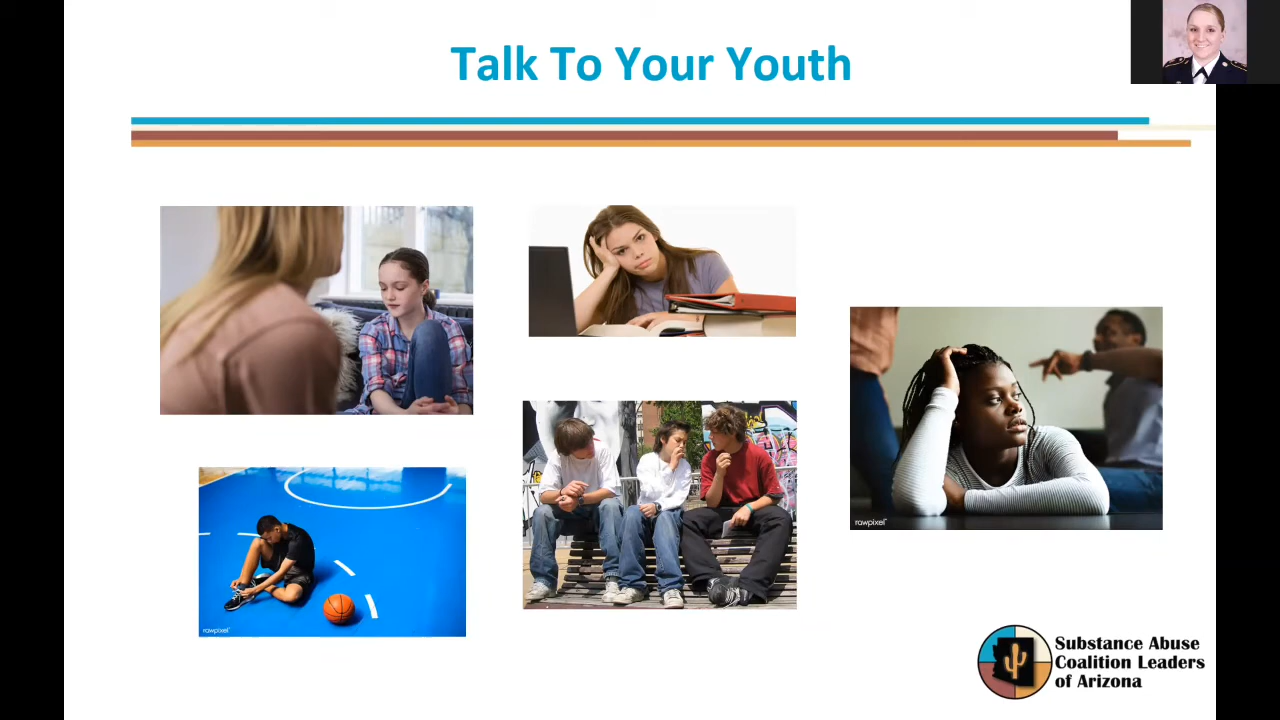 Talk To Your Youth
rawpixel
rawpixel
Substance Abuse
Coalition Leaders
of Arizona